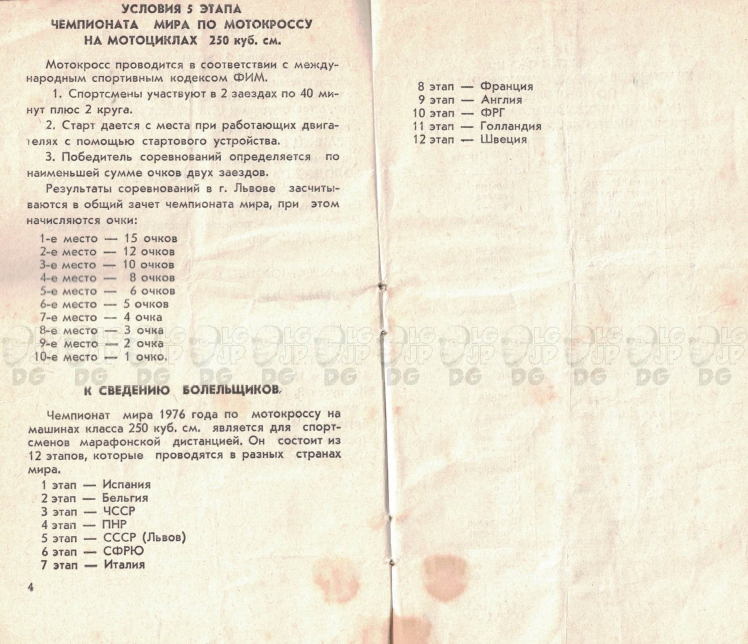 УСЛОВИЯ 5 ЭТАПА
ЧЕМПИОНАТА МИРА ПО МОТОКРОССУ
НА МОТОЦИКЛАХ 250 куб. см.
Мотокросс проводится в соответствии с между-
народным спортивным кодексом ФИМ.
1. Спортсмены участвуют в 2 заездах по 40 ми-
нут плюс 2 круга.
2. Старт дается с места при работающих двига-
телях с помощью стартового устройства.
3. Победитель соревнований определяется по
наименьшей сумме очков двух заездов.
Результаты соревнований в г. Львове засчиты-
ваются в общий зачет чемпионата мира, при этом
начисляются очки:
1-е место — 15 очков
2-е место — 12 очков
3-е место — 10 очков
4-е место — 8 очков
5-е место — 6 очков
6-е место — 5 очков
7-е место — 4 очка
8-е место — 3 очка
9-е место — 2 очка
10-е место — 1 очко.
К СВЕДЕНИЮ БОЛЕЛЬЩИКОВ.
Чемпионат мира 1976 года по мотокроссу на
машинах класса 250 куб. см. является для спорт-
сменов марафонской дистанцией. Он состоит из
12 этапов, которые проводятся в разных странах
мира.
1 этап — Испания
2 этап — Бельгия
3 этап — ЧССР
4 этап — ПНР
5 этап — СССР (Львов)
6 этап — СФРЮ
7 этап — Италия
4
8 этап — Франция
9 этап — Англия
10 этап — ФРГ
11 этап — Голландия
12 этап — Швеция